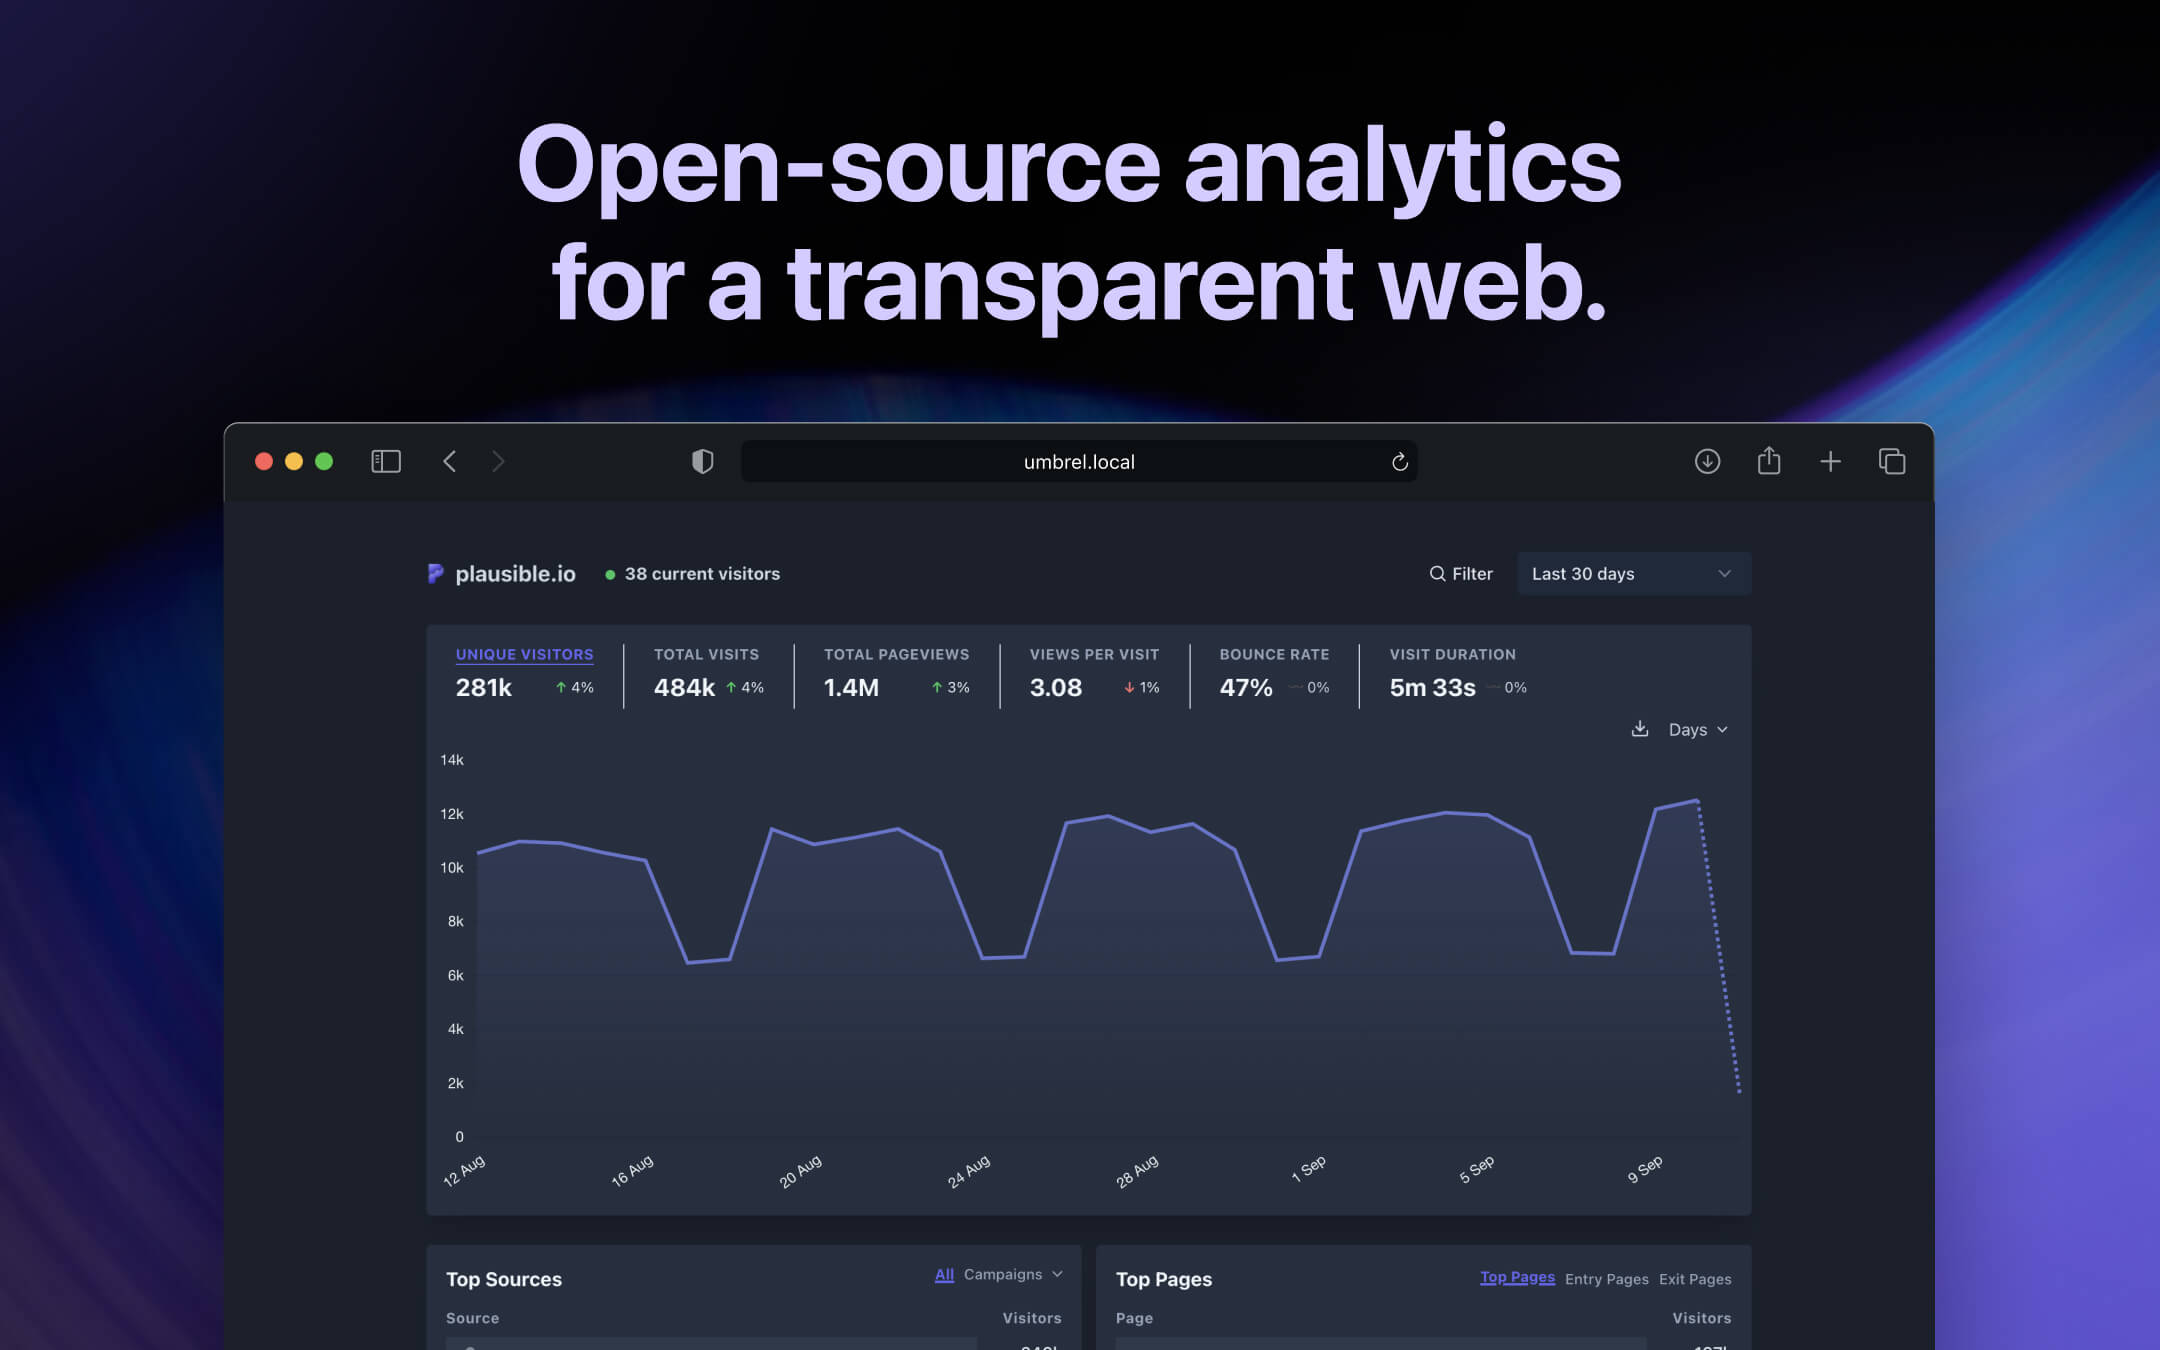 Open-source analytics
for a transparent web.
umbrel.local
plausible.io
38 current visitors
Filter
Last 30 days
UNIQUE VISITORS
281k
4%
TOTAL VISITS
484k
4%
TOTAL PAGEVIEWS
1.4M
3%
VIEWS PER VISIT
3.08
1%
BOUNCE RATE
47%
0%
VISIT DURATION
5m 33s
0%
Days
14k
12k
10k
8k
6k
4k
2k
0
12 Aug
16 Aug
20 Aug
24 Aug
28 Aug
1 Sep
5 Sep
9 Sep
Top Sources
All
Campaigns
Source
Visitors
Top Pages
Top Pages
Entry Pages
Exit Pages
Page
Visitors